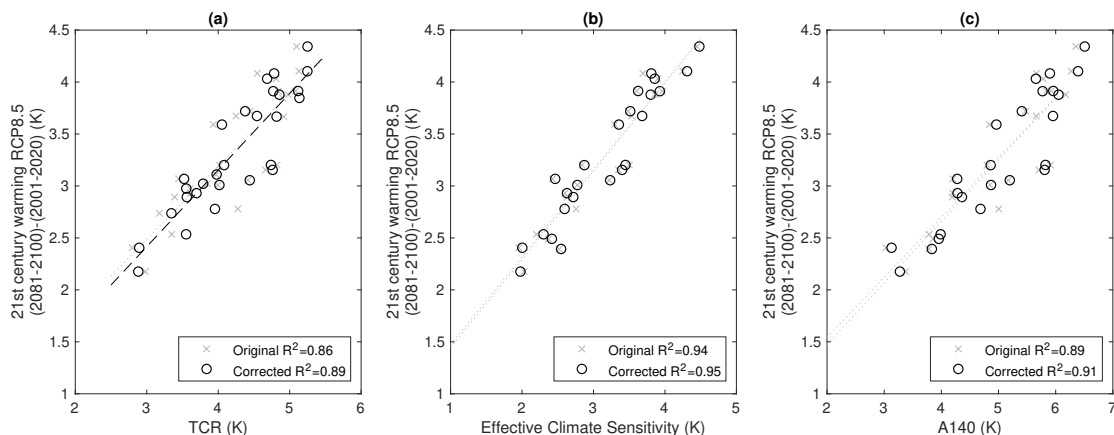 (a)
4.5
4
3.5
3
2.5
2
1.5
1
21st century warming RCP8.5
(2081-2100)-(2001-2020) (K)
Original R²=0.86
Corrected R²=0.89
2 3 4 5 6
TCR (K)
(b)
4.5
4
3.5
3
2.5
2
1.5
1
21st century warming RCP8.5
(2081-2100)-(2001-2020) (K)
Original R²=0.94
Corrected R²=0.95
1 2 3 4 5
Effective Climate Sensitivity (K)
(c)
4.5
4
3.5
3
2.5
2
1.5
1
21st century warming RCP8.5
(2081-2100)-(2001-2020) (K)
Original R²=0.89
Corrected R²=0.91
2 3 4 5 6 7
A140 (K)